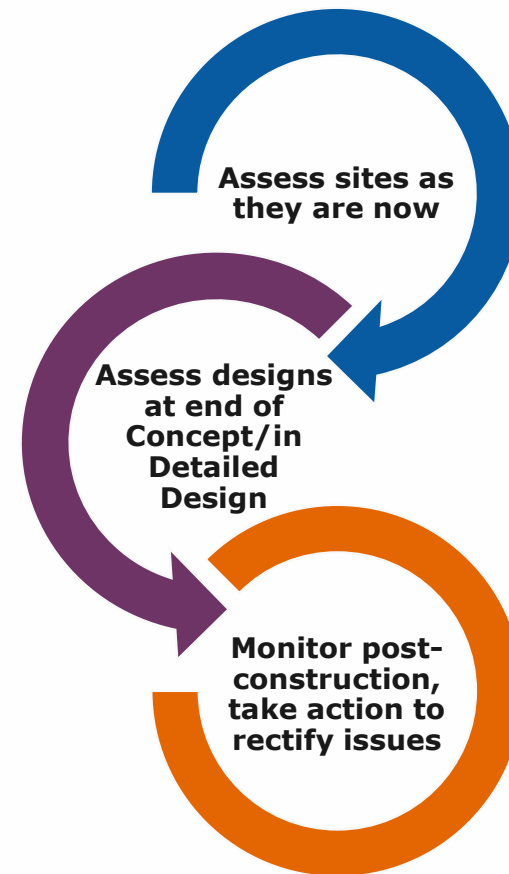 Assess sites as
they are now
Assess designs
at end of
Concept/in
Detailed
Design
Monitor post-
construction,
take action to
rectify issues